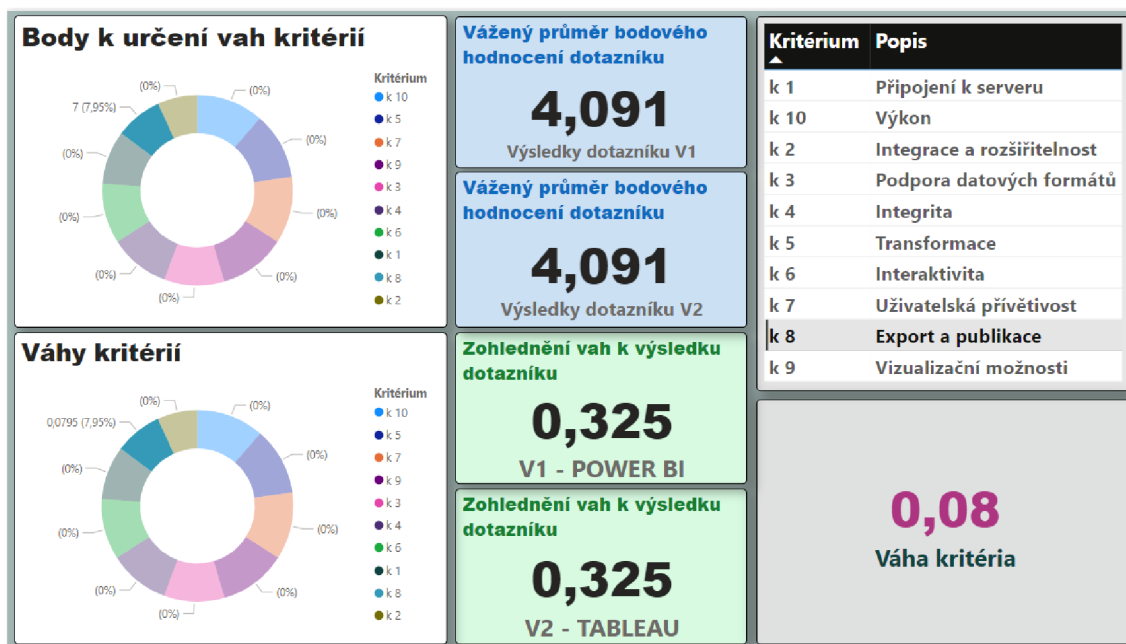 Body k určení vah kritérií
(0%)
(0%)
7 (7,95%)
(0%)
(0%)
(0%)
(0%)
(0%)
(0%)
(0%)
Kritérium
k 10
k 5
k 7
k 9
k 3
k 4
k 6
k 1
k 8
k 2
Váhy kritérií
(0%)
(0%)
0,0795 (7,95%)
(0%)
(0%)
(0%)
(0%)
(0%)
(0%)
(0%)
Kritérium
k 10
k 5
k 7
k 9
k 3
k 4
k 6
k 1
k 8
k 2
Vážený průměr bodového
hodnocení dotazníku
4,091
Výsledky dotazníku V1
Vážený průměr bodového
hodnocení dotazníku
4,091
Výsledky dotazníku V2
Zohlednění vah k výsledku
dotazníku
0,325
V1 - POWER BI
Zohlednění vah k výsledku
dotazníku
0,325
V2 - TABLEAU
Kritérium Popis
k 1 Připojení k serveru
k 10 Výkon
k 2 Integrace a rozšiřitelnost
k 3 Podpora datových formátů
k 4 Integrita
k 5 Transformace
k 6 Interaktivita
k 7 Uživatelská přívětivost
k 8 Export a publikace
k 9 Vizualizační možnosti
0,08
Váha kritéria